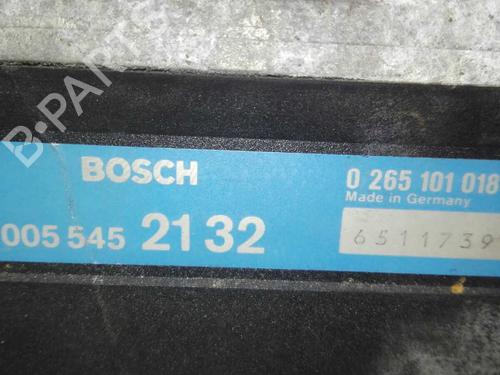 B-PARTS
BOSCH
0 265 101 018
Made in Germany
005 545 21 32
6511739